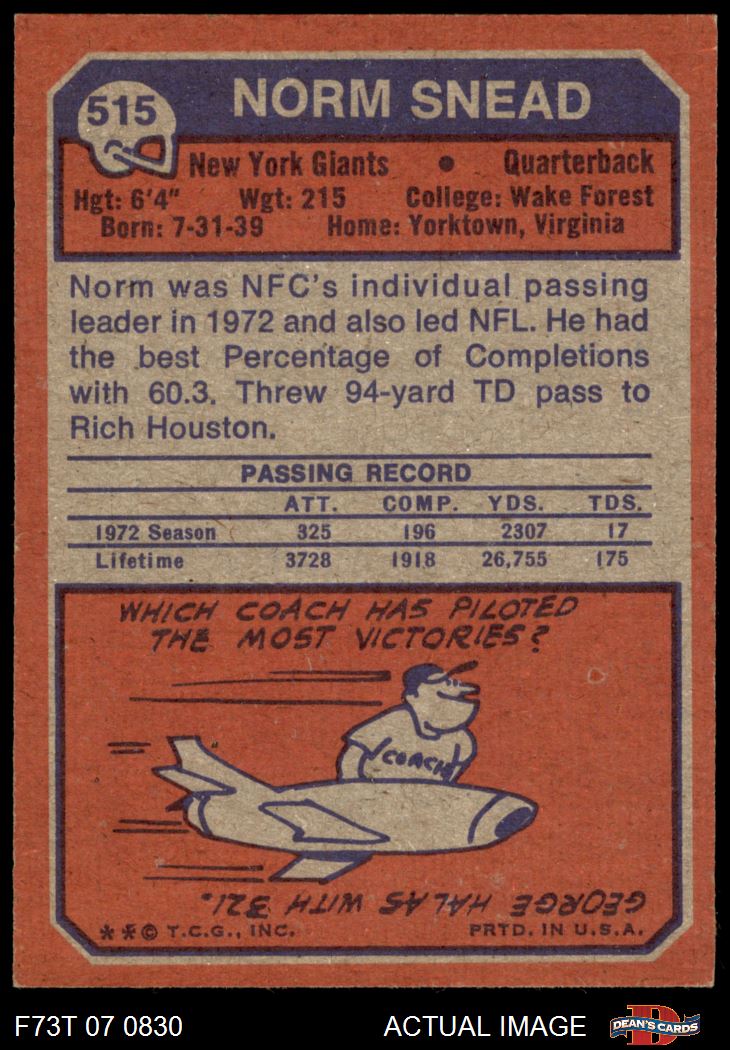 515
NORM SNEAD
New York Giants • Quarterback
Hgt: 6'4" Wgt: 215 College: Wake Forest
Born: 7-31-39 Home: Yorktown, Virginia
Norm was NFC's individual passing
leader in 1972 and also led NFL. He had
the best Percentage of Completions
with 60.3. Threw 94-yard TD pass to
Rich Houston.
PASSING RECORD
ATT. COMP. YDS. TDS.
1972 Season 325 196 2307 17
Lifetime 3728 1918 26,755 175
WHICH COACH HAS PILOTED
THE MOST VICTORIES?
COACH
GEORGE HALAS WITH 321.
**© T.C.G., INC. PRTD. IN U.S.A.
F73T 07 0830 ACTUAL IMAGE D DEAN'S CARDS